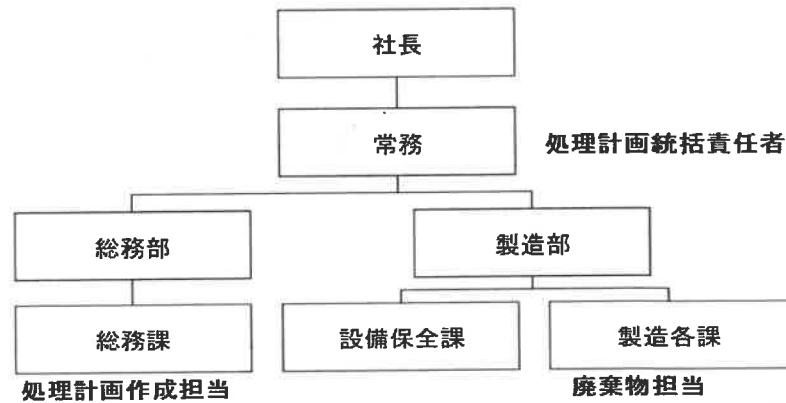 社長
常務
処理計画統括責任者
総務部
製造部
総務課
設備保全課
製造各課
処理計画作成担当
廃棄物担当